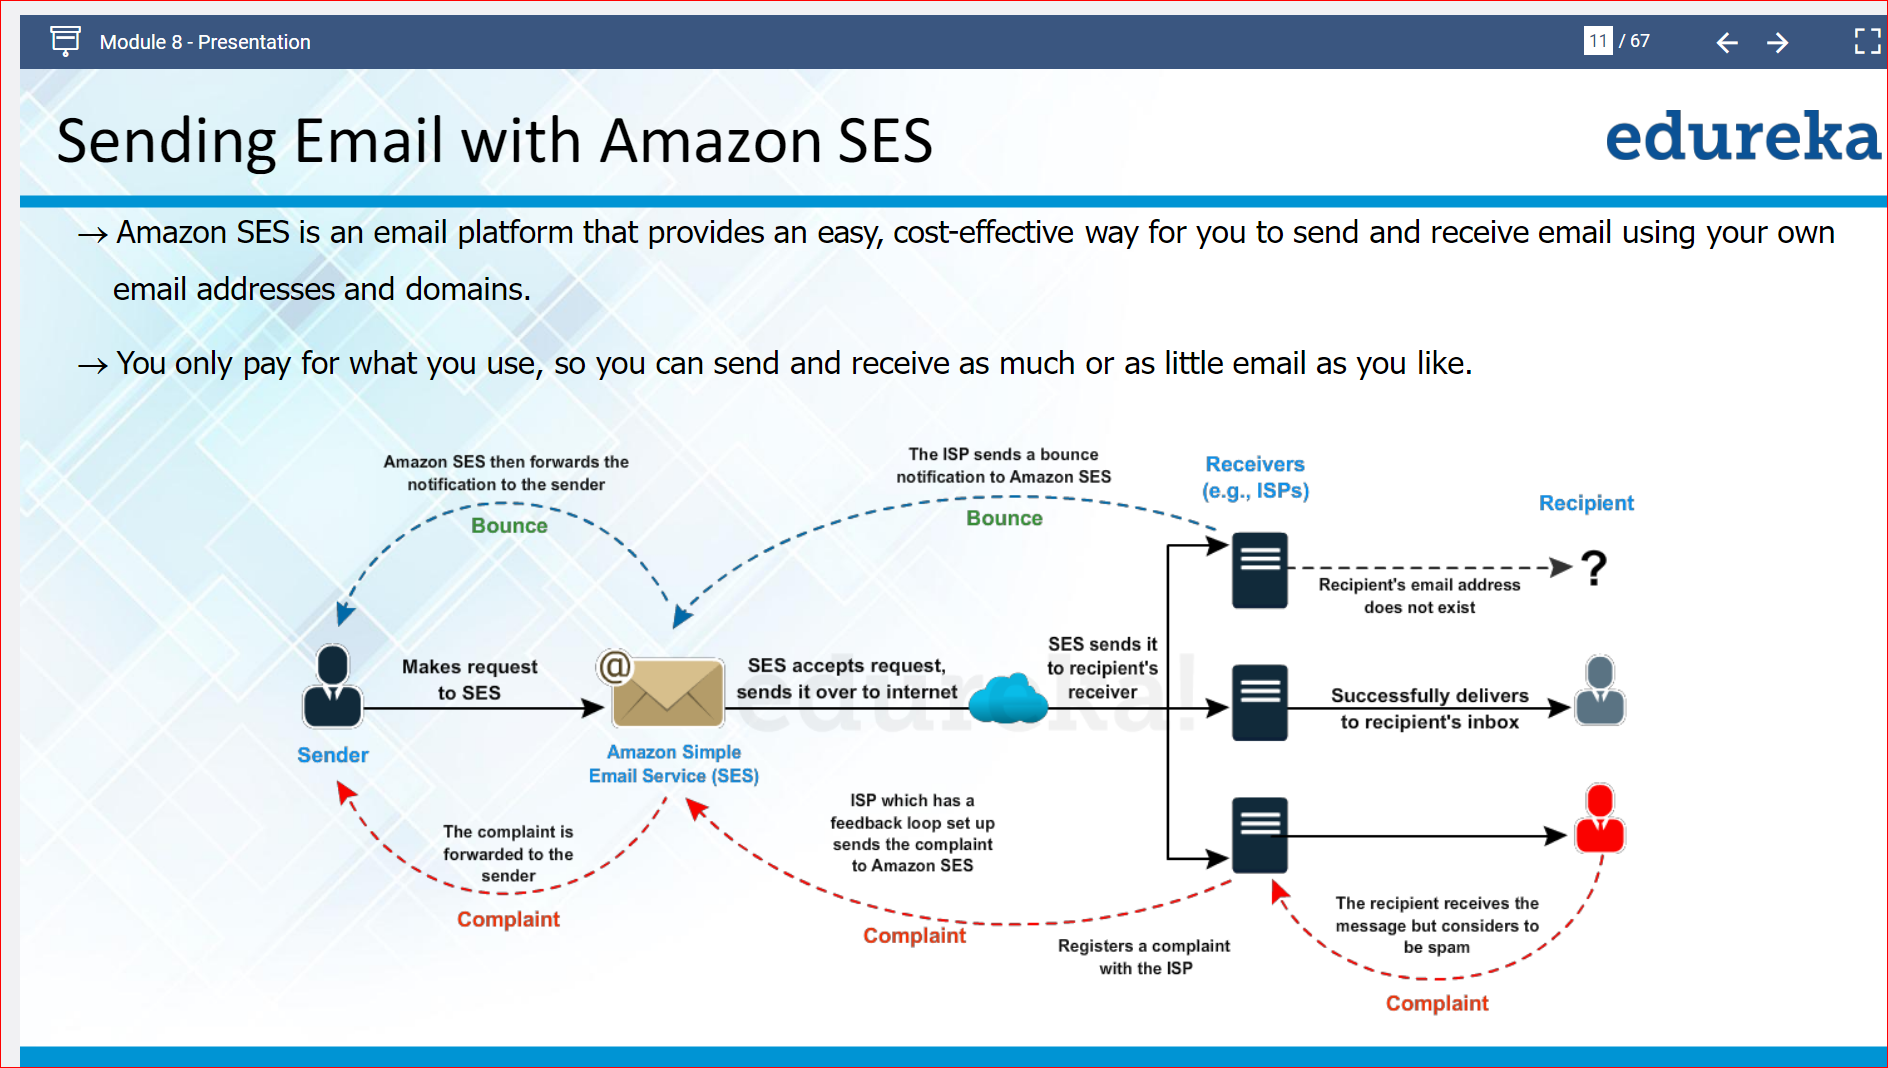 Module 8 - Presentation
11 / 67
Sending Email with Amazon SES
edureka
→ Amazon SES is an email platform that provides an easy, cost-effective way for you to send and receive email using your own
email addresses and domains.
→ You only pay for what you use, so you can send and receive as much or as little email as you like.
Amazon SES then forwards the
notification to the sender
Bounce
The ISP sends a bounce
notification to Amazon SES
Bounce
Receivers
(e.g., ISPs)
Recipient
?
Recipient's email address
does not exist
Makes request
to SES
@
SES accepts request,
sends it over to internet
SES sends it
to recipient's
receiver
Successfully delivers
to recipient's inbox
edureka!
Sender
Amazon Simple
Email Service (SES)
The complaint is
forwarded to the
sender
Complaint
ISP which has a
feedback loop set up
sends the complaint
to Amazon SES
Complaint
Registers a complaint
with the ISP
The recipient receives the
message but considers to
be spam
Complaint